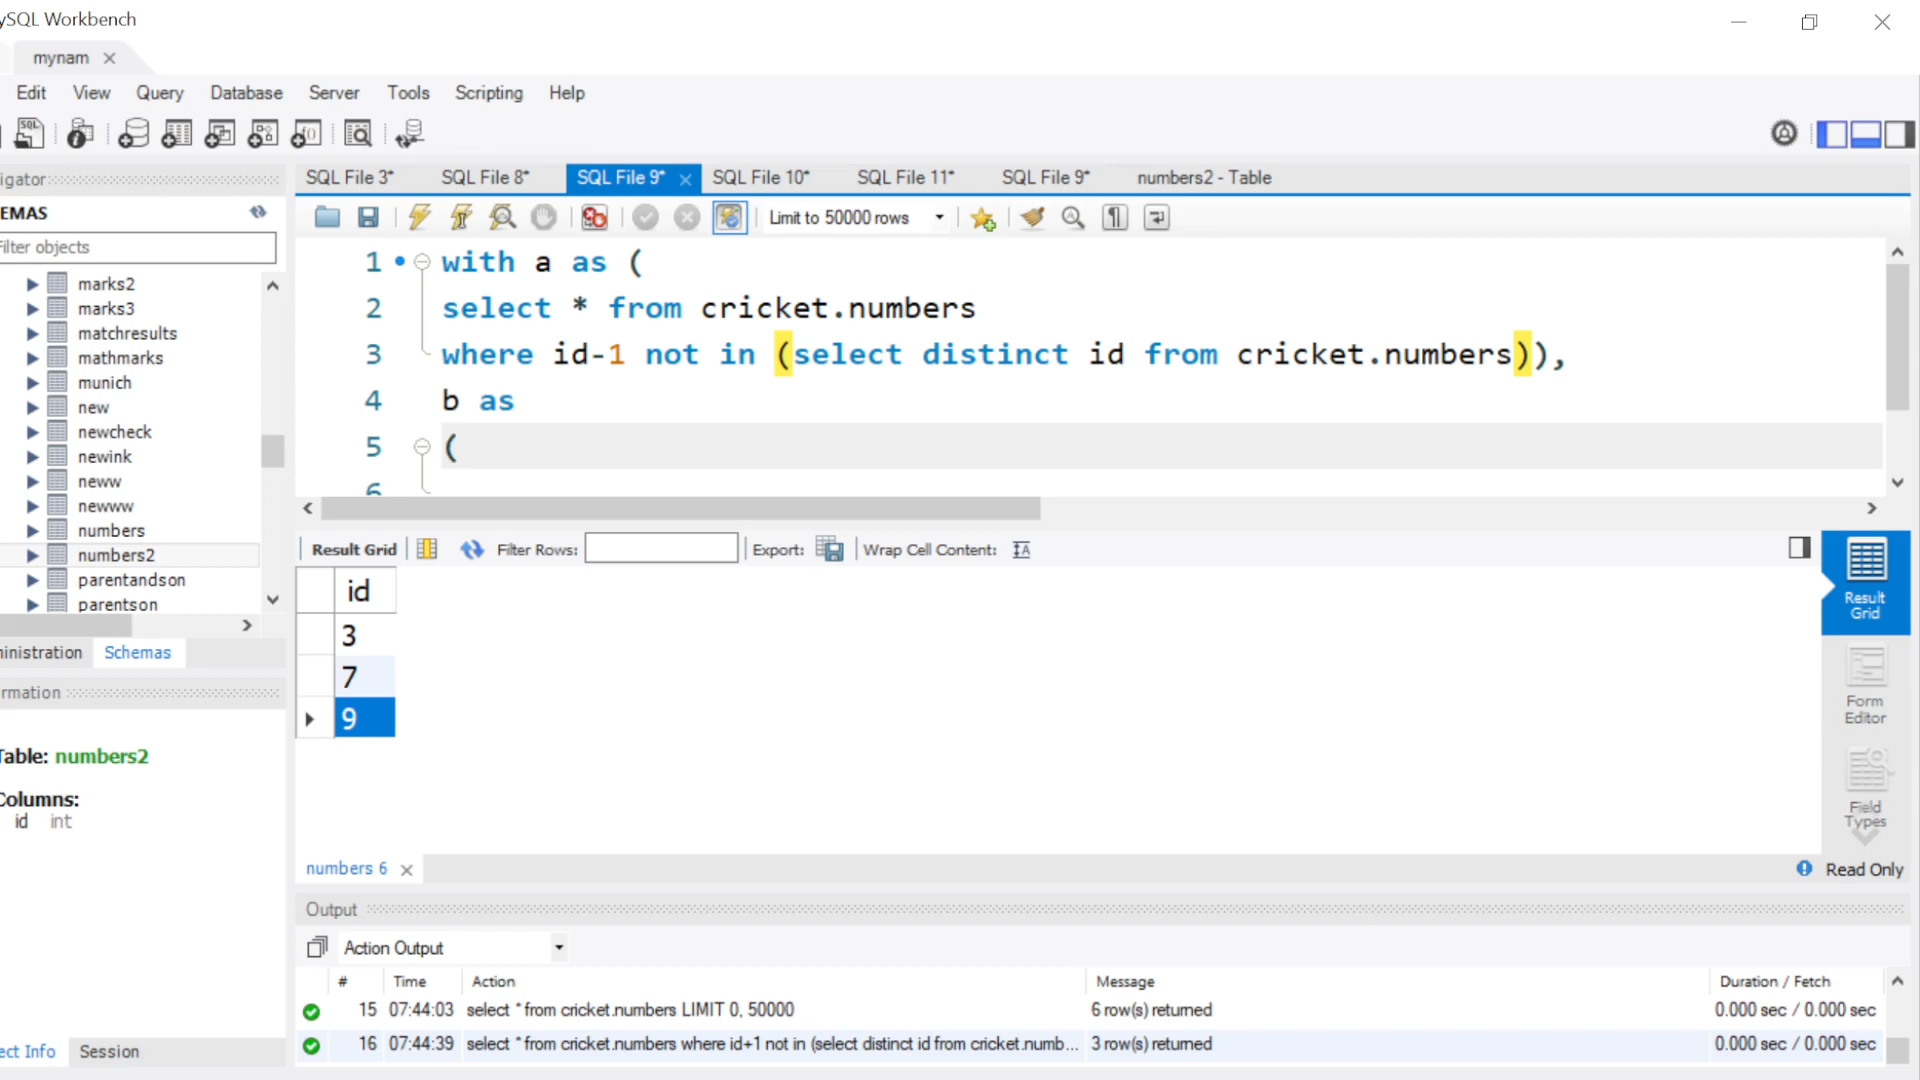 ySQL Workbench
mynam
Edit View Query Database Server Tools Scripting Help
SQL
igator
SQL File 3* SQL File 8* SQL File 9* SQL File 10* SQL File 11* SQL File 9* numbers2 - Table
EMAS
Limit to 50000 rows
Filter objects
marks2
marks3
matchresults
mathmarks
munich
new
newcheck
newink
neww
newww
numbers
numbers2
parentandson
parentson
1 with a as (
2 select * from cricket.numbers
3 where id-1 not in (select distinct id from cricket.numbers)),
4 b as
5 (
6
Result Grid Filter Rows: Export: Wrap Cell Content:
id
3
7
9
Result
Grid
Form
Editor
Field
Types
ministration Schemas
rmation
Table: numbers2
Columns:
id int
numbers 6
Read Only
Output
Action Output
# Time Action Message Duration / Fetch
15 07:44:03 select * from cricket.numbers LIMIT 0, 50000 6 row(s) returned 0.000 sec / 0.000 sec
16 07:44:39 select * from cricket.numbers where id+1 not in (select distinct id from cricket.numb... 3 row(s) returned 0.000 sec / 0.000 sec
ect Info Session